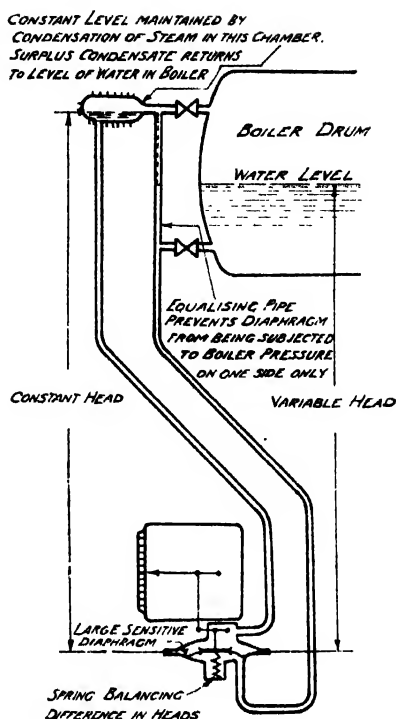 CONSTANT LEVEL MAINTAINED BY
CONDENSATION OF STEAM IN THIS CHAMBER.
SURPLUS CONDENSATE RETURNS
TO LEVEL OF WATER IN BOILER
BOILER DRUM
WATER LEVEL
EQUALISING PIPE
PREVENTS DIAPHRAGM
FROM BEING SUBJECTED
TO BOILER PRESSURE
ON ONE SIDE ONLY
CONSTANT HEAD
VARIABLE HEAD
LARGE SENSITIVE
DIAPHRAGM
SPRING BALANCING
DIFFERENCE IN HEADS